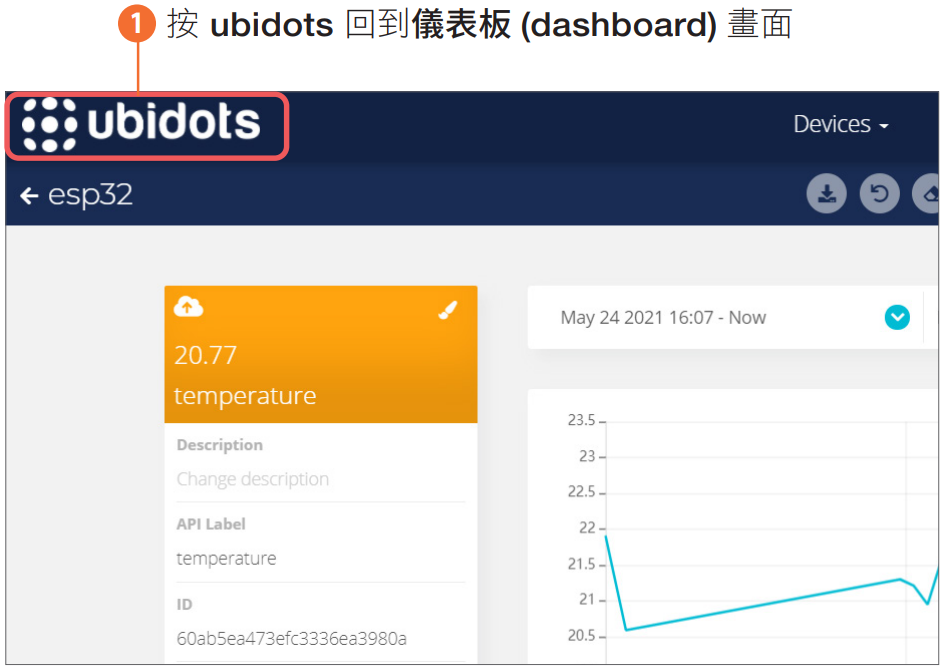 1 按 ubidots 回到儀表板 (dashboard) 畫面
ubidots
Devices
esp32
20.77
temperature
Description
Change description
API Label
temperature
ID
60ab5ea473efc3336ea3980a
May 24 2021 16:07 - Now
23.5
23
22.5
22
21.5
21
20.5